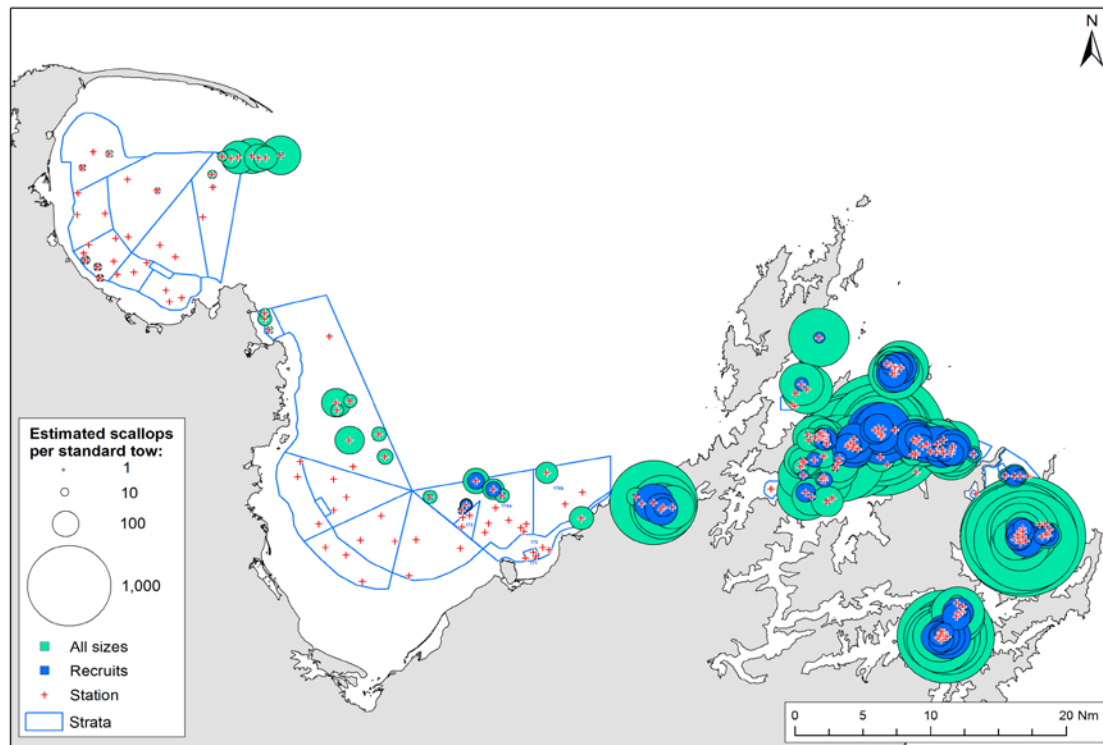 N
Estimated scallops
per standard tow:
1
10
100
1,000
All sizes
Recruits
Station
Strata
0 5 10 15 20 Nm